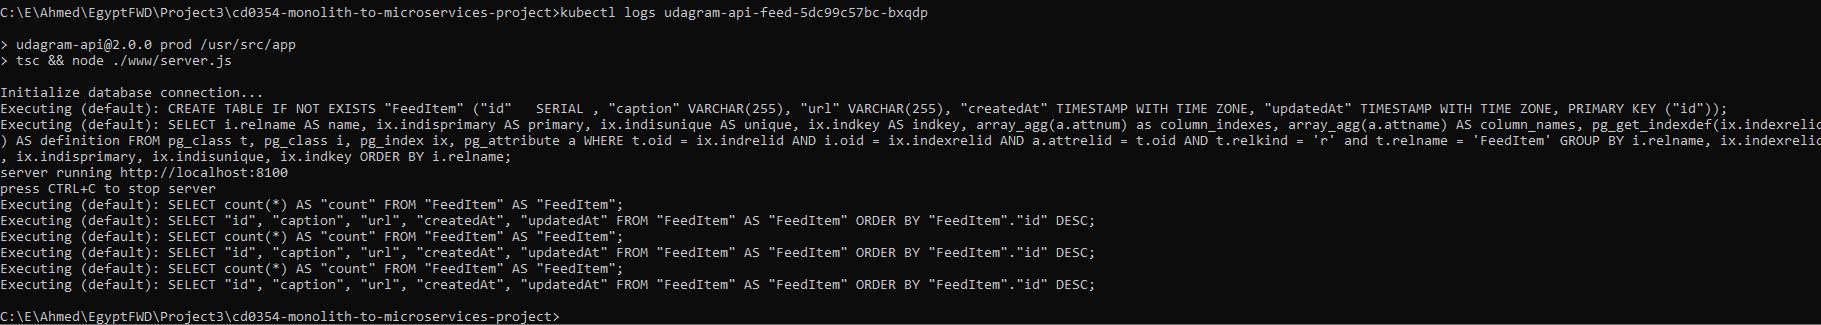 C:\E\Ahmed\EgyptFWD\Project3\cd0354-monolith-to-microservices-project>kubectl logs udagram-api-feed-5dc99c57bc-bxqdp
> udagram-api@2.0.0 prod /usr/src/app
> tsc && node ./www/server.js
Initialize database connection...
Executing (default): CREATE TABLE IF NOT EXISTS "FeedItem" ("id"   SERIAL , "caption" VARCHAR(255), "url" VARCHAR(255), "createdAt" TIMESTAMP WITH TIME ZONE, "updatedAt" TIMESTAMP WITH TIME ZONE, PRIMARY KEY ("id"));
Executing (default): SELECT i.relname AS name, ix.indisprimary AS primary, ix.indisunique AS unique, ix.indkey AS indkey, array_agg(a.attnum) as column_indexes, array_agg(a.attname) AS column_names, pg_get_indexdef(ix.indexrelid
) AS definition FROM pg_class t, pg_class i, pg_index ix, pg_attribute a WHERE t.oid = ix.indrelid AND i.oid = ix.indexrelid AND a.attrelid = t.oid AND t.relkind = 'r' and t.relname = 'FeedItem' GROUP BY i.relname, ix.indexrelid
, ix.indisprimary, ix.indisunique, ix.indkey ORDER BY i.relname;
server running http://localhost:8100
press CTRL+C to stop server
Executing (default): SELECT count(*) AS "count" FROM "FeedItem" AS "FeedItem";
Executing (default): SELECT "id", "caption", "url", "createdAt", "updatedAt" FROM "FeedItem" AS "FeedItem" ORDER BY "FeedItem"."id" DESC;
Executing (default): SELECT count(*) AS "count" FROM "FeedItem" AS "FeedItem";
Executing (default): SELECT "id", "caption", "url", "createdAt", "updatedAt" FROM "FeedItem" AS "FeedItem" ORDER BY "FeedItem"."id" DESC;
Executing (default): SELECT count(*) AS "count" FROM "FeedItem" AS "FeedItem";
Executing (default): SELECT "id", "caption", "url", "createdAt", "updatedAt" FROM "FeedItem" AS "FeedItem" ORDER BY "FeedItem"."id" DESC;
C:\E\Ahmed\EgyptFWD\Project3\cd0354-monolith-to-microservices-project>